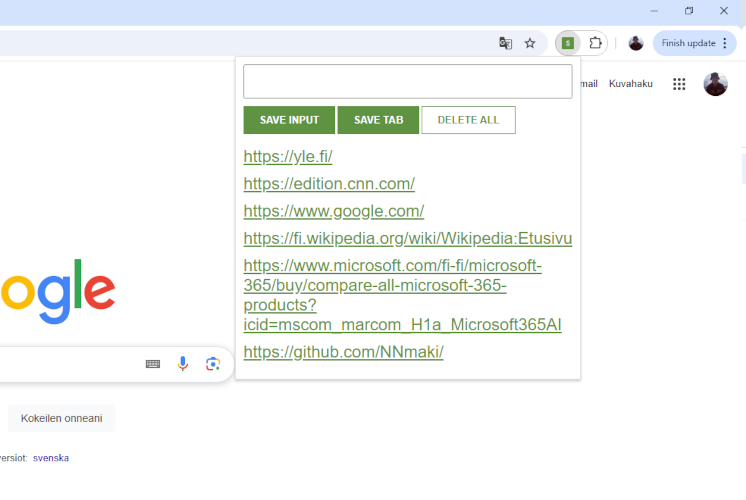 Finish update
mail Kuvahaku
SAVE INPUT SAVE TAB DELETE ALL
https://yle.fi/
https://edition.cnn.com/
https://www.google.com/
https://fi.wikipedia.org/wiki/Wikipedia:Etusivu
https://www.microsoft.com/fi-fi/microsoft-
365/buy/compare-all-microsoft-365-
products?
icid=mscom_marcom_H1a_Microsoft365AI
https://github.com/NNmaki/
ogle
Kokeilen onneani
versiot: svenska